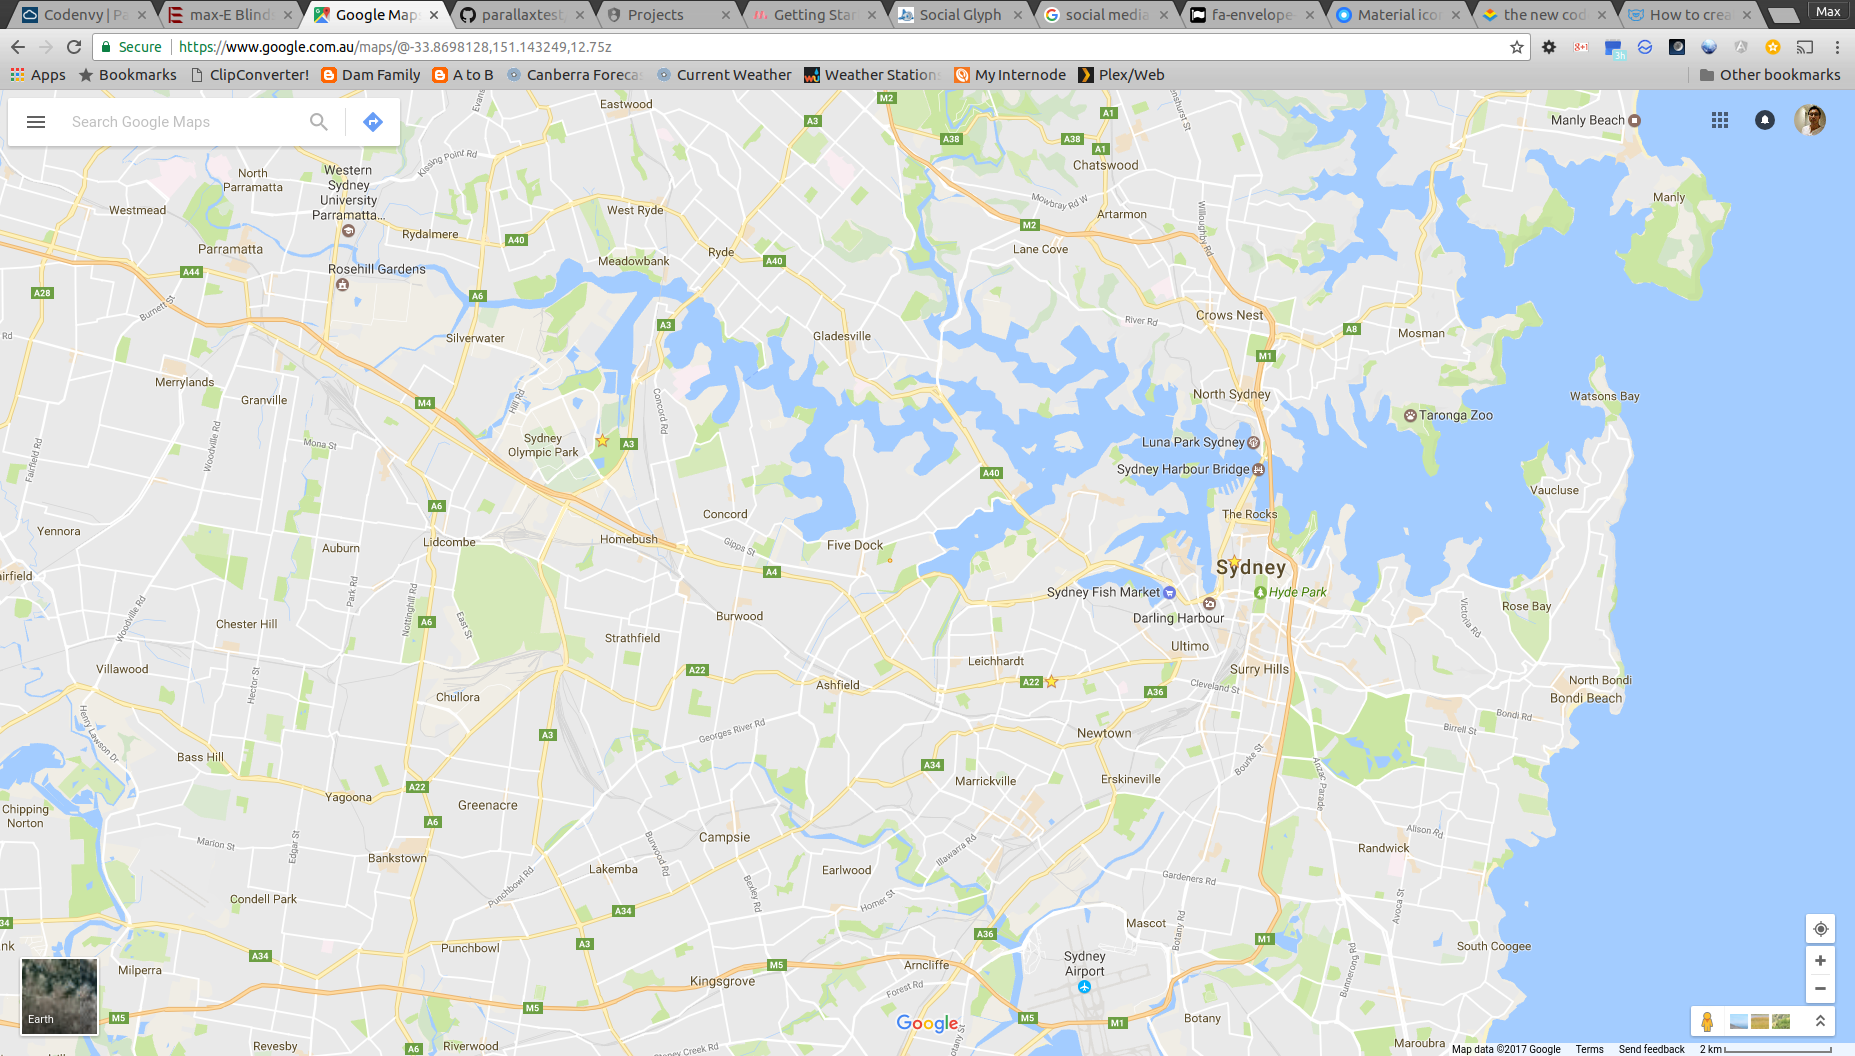 Codenvy | Pa
max-E Blinds
Google Maps
parallaxtest
Projects
Getting Star
Social Glyph
social media
fa-envelope-
Material ico
the new cod
How to crea
Max
Secure
https://www.google.com.au/maps/@-33.8698128,151.143249,12.75z
Apps
Bookmarks
ClipConverter!
Dam Family
A to B
Canberra Foreca
Current Weather
Weather Stations
My Internode
Plex/Web
Other bookmarks
Search Google Maps
Eastwood
M2
A3
A1
Manly Beach
A38
A38
A1
Chatswood
Kissing Point Rd
North
Parramatta
Western
Sydney
University
Parramatta...
Westmead
West Ryde
Mowbray Rd W
Artarmon
Willoughby Rd
Manly
M2
Rydalmere
A40
Parramatta
Ryde
Lane Cove
Meadowbank
A40
Rosehill Gardens
A44
A28
A6
Burnett St
A3
River Rd
Crows Nest
A8
Mosman
Silverwater
Gladesville
M1
Merrylands
Granville
Hill Rd
M4
Concord Rd
North Sydney
Watsons Bay
Taronga Zoo
Luna Park Sydney
Sydney
Olympic Park
A3
Mona St
Woodville Rd
Fairfield Rd
Sydney Harbour Bridge
A40
Vaucluse
A6
Concord
The Rocks
Yennora
Auburn
Lidcombe
Homebush
Gipps St
Five Dock
A4
Sydney
airfield
Park Rd
Nottinghill Rd
Sydney Fish Market
Hyde Park
Woodville Rd
East St
A6
Chester Hill
Burwood
Darling Harbour
Victoria Rd
Rose Bay
Strathfield
Ultimo
Villawood
Leichhardt
Surry Hills
A22
Hector St
Chullora
Ashfield
A22
A36
Cleveland St
North Bondi
Bondi Beach
Henry Lawson Dr
Georges River Rd
A3
Newtown
Bondi Rd
Birrell St
Bass Hill
A34
Bourke St
Marrickville
Erskineville
Anzac Parade
Yagoona
A22
Greenacre
Chipping
Norton
A6
Campsie
Marion St
Edgar St
Burwood Rd
Illawarra Rd
Alison Rd
Randwick
Bankstown
Punchbowl Rd
Lakemba
Earlwood
Bexley Rd
Gardeners Rd
Condell Park
A34
Homer St
Avoca St
34
Mascot
Botany Rd
A36
M1
A3
Punchbowl
A34
South Coogee
Bunnerong Rd
Milperra
Sydney
Airport
Arncliffe
M5
Kingsgrove
Forest Rd
M5
M5
Earth
Google
M5
M1
Botany
Maroubra
Revesby
A6
Riverwood
Stoney Creek Rd
Botany St
Map data ©2017 Google
Terms
Send feedback
2 km